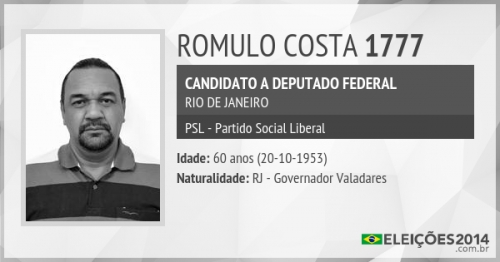 ROMULO COSTA 1777
CANDIDATO A DEPUTADO FEDERAL
RIO DE JANEIRO
PSL - Partido Social Liberal
Idade: 60 anos (20-10-1953)
Naturalidade: RJ - Governador Valadares
ELEIÇÕES2014
.com.br